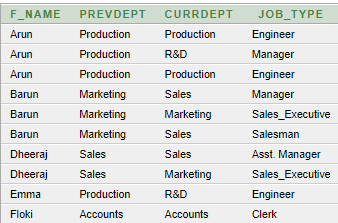 F_NAME PREVDEPT CURRDEPT JOB_TYPE
Arun Production Production Engineer
Arun Production R&D Manager
Arun Production Production Engineer
Barun Marketing Sales Manager
Barun Marketing Marketing Sales_Executive
Barun Marketing Sales Salesman
Dheeraj Sales Sales Asst. Manager
Dheeraj Sales Marketing Sales_Executive
Emma Production R&D Engineer
Floki Accounts Accounts Clerk